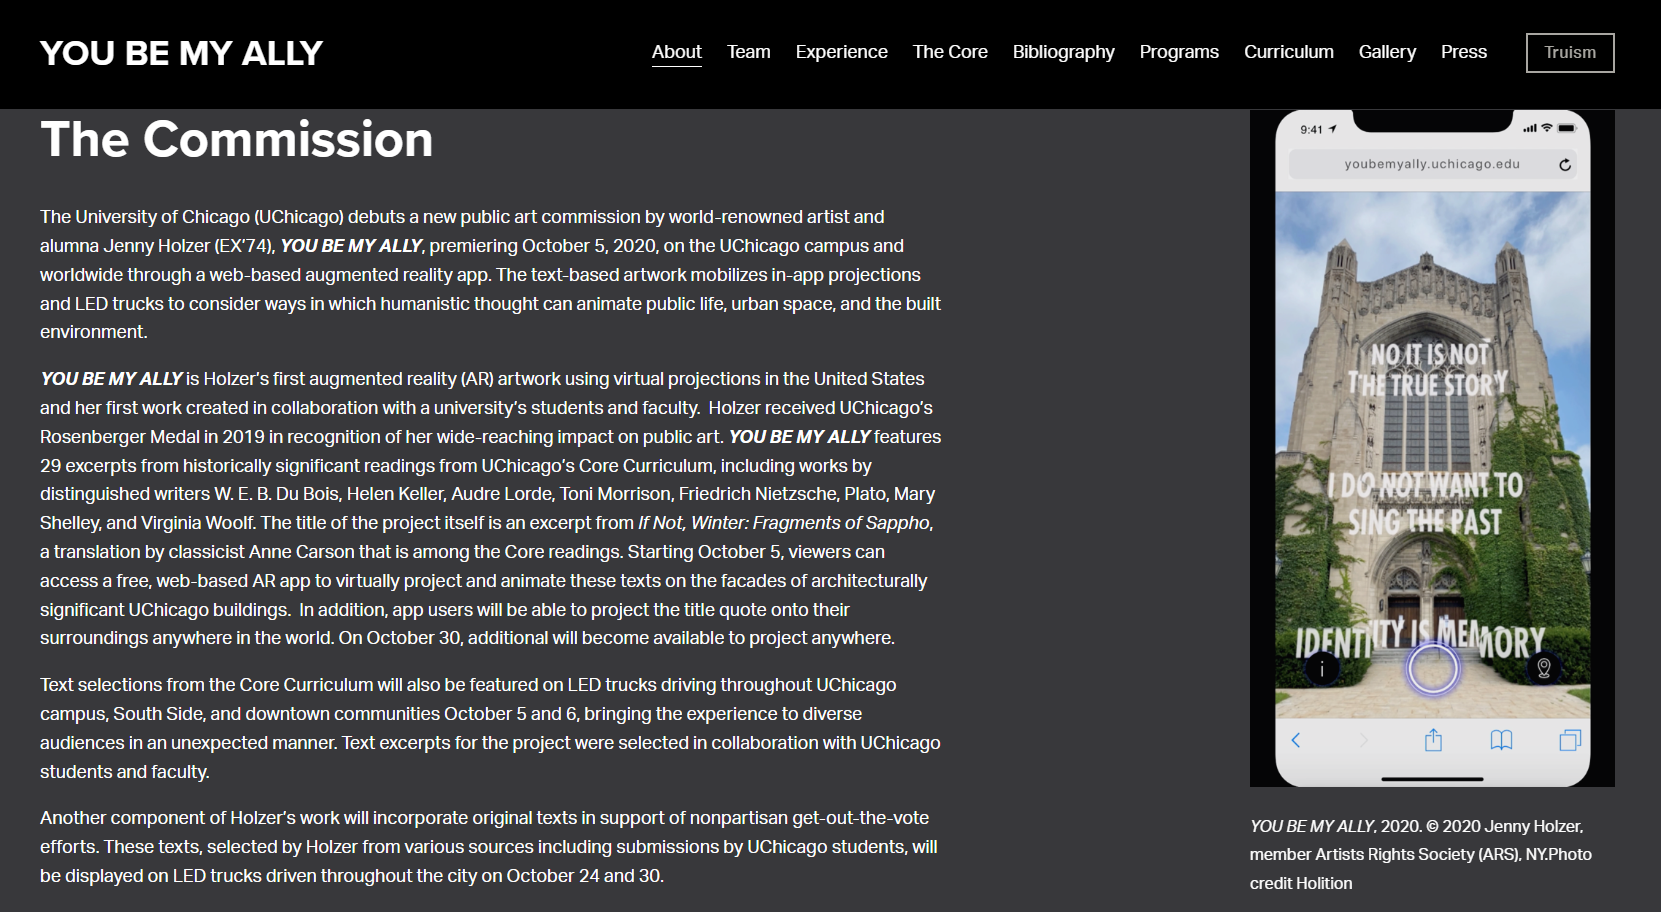 YOU BE MY ALLY
About Team Experience The Core Bibliography Programs Curriculum Gallery Press Truism
The Commission
The University of Chicago (UChicago) debuts a new public art commission by world-renowned artist and
alumna Jenny Holzer (EX’74), YOU BE MY ALLY, premiering October 5, 2020, on the UChicago campus and
worldwide through a web-based augmented reality app. The text-based artwork mobilizes in-app projections
and LED trucks to consider ways in which humanistic thought can animate public life, urban space, and the built
environment.
YOU BE MY ALLY is Holzer’s first augmented reality (AR) artwork using virtual projections in the United States
and her first work created in collaboration with a university’s students and faculty.  Holzer received UChicago’s
Rosenberger Medal in 2019 in recognition of her wide-reaching impact on public art. YOU BE MY ALLY features
29 excerpts from historically significant readings from UChicago’s Core Curriculum, including works by
distinguished writers W. E. B. Du Bois, Helen Keller, Audre Lorde, Toni Morrison, Friedrich Nietzsche, Plato, Mary
Shelley, and Virginia Woolf. The title of the project itself is an excerpt from If Not, Winter: Fragments of Sappho,
a translation by classicist Anne Carson that is among the Core readings. Starting October 5, viewers can
access a free, web-based AR app to virtually project and animate these texts on the facades of architecturally
significant UChicago buildings.  In addition, app users will be able to project the title quote onto their
surroundings anywhere in the world. On October 30, additional will become available to project anywhere.
Text selections from the Core Curriculum will also be featured on LED trucks driving throughout UChicago
campus, South Side, and downtown communities October 5 and 6, bringing the experience to diverse
audiences in an unexpected manner. Text excerpts for the project were selected in collaboration with UChicago
students and faculty.
Another component of Holzer’s work will incorporate original texts in support of nonpartisan get-out-the-vote
efforts. These texts, selected by Holzer from various sources including submissions by UChicago students, will
be displayed on LED trucks driven throughout the city on October 24 and 30.
9:41
youbemyally.uchicago.edu
NO IT IS NOT
THE TRUE STORY
I DO NOT WANT TO
SING THE PAST
IDENTITY IS MEMORY
i
YOU BE MY ALLY, 2020. © 2020 Jenny Holzer,
member Artists Rights Society (ARS), NY.Photo
credit Holition